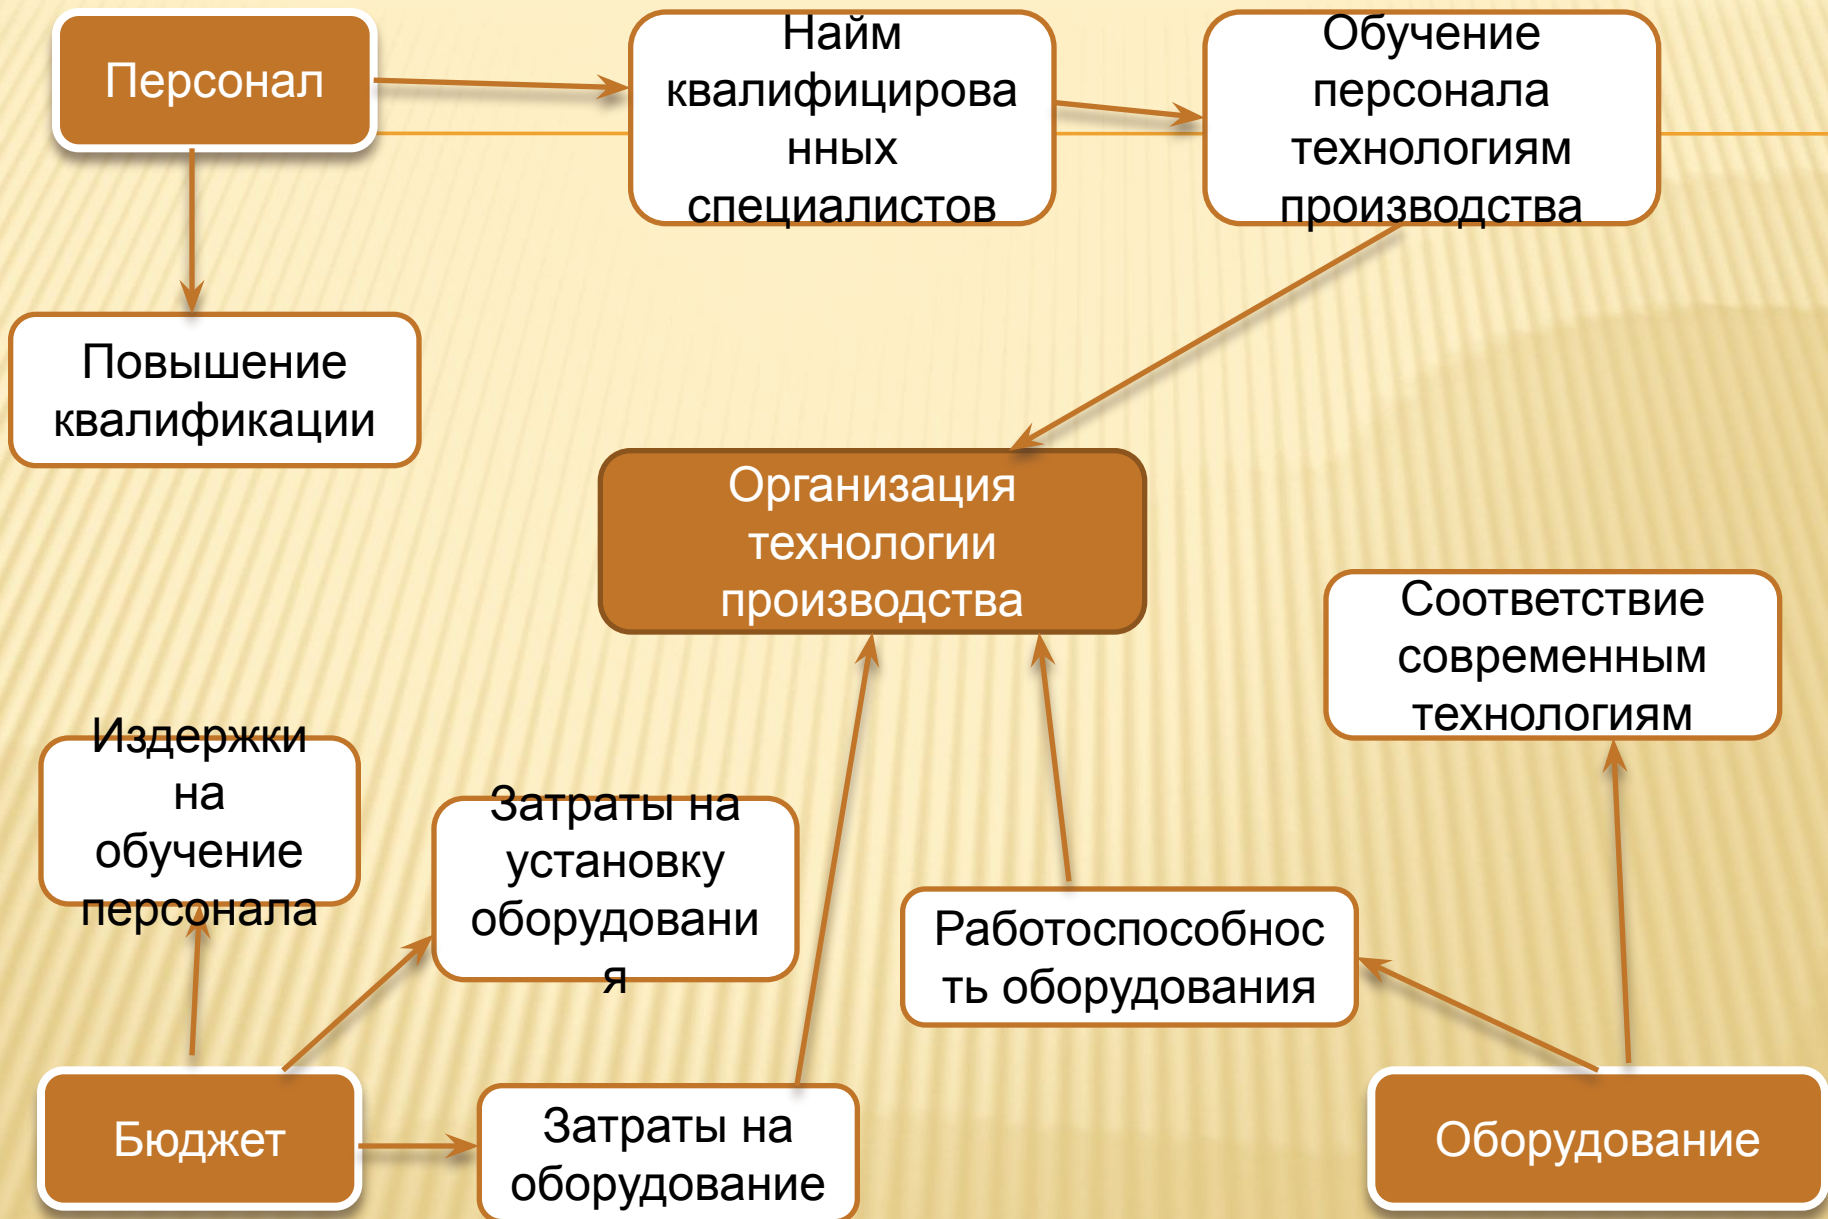 Персонал
Найм
квалифицирова
нных
специалистов
Обучение
персонала
технологиям
производства
Повышение
квалификации
Организация
технологии
производства
Соответствие
современным
технологиям
Издержки
на
обучение
персонала
Затраты на
установку
оборудовани
я
Работоспособнос
ть оборудования
Бюджет
Затраты на
оборудование
Оборудование